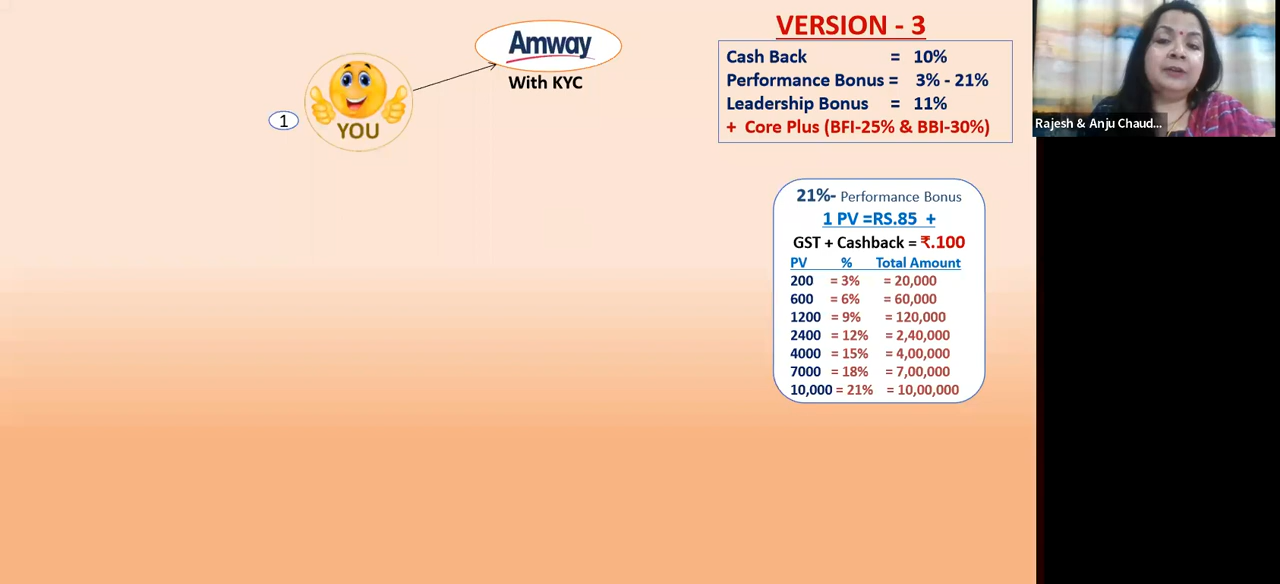 VERSION - 3
Amway
With KYC
1
YOU
Cash Back = 10%
Performance Bonus = 3% - 21%
Leadership Bonus = 11%
+ Core Plus (BFI-25% & BBI-30%)
Rajesh & Anju Chaud...
21%- Performance Bonus
1 PV =RS.85 +
GST + Cashback = ₹.100
PV % Total Amount
200 = 3% = 20,000
600 = 6% = 60,000
1200 = 9% = 120,000
2400 = 12% = 2,40,000
4000 = 15% = 4,00,000
7000 = 18% = 7,00,000
10,000 = 21% = 10,00,000